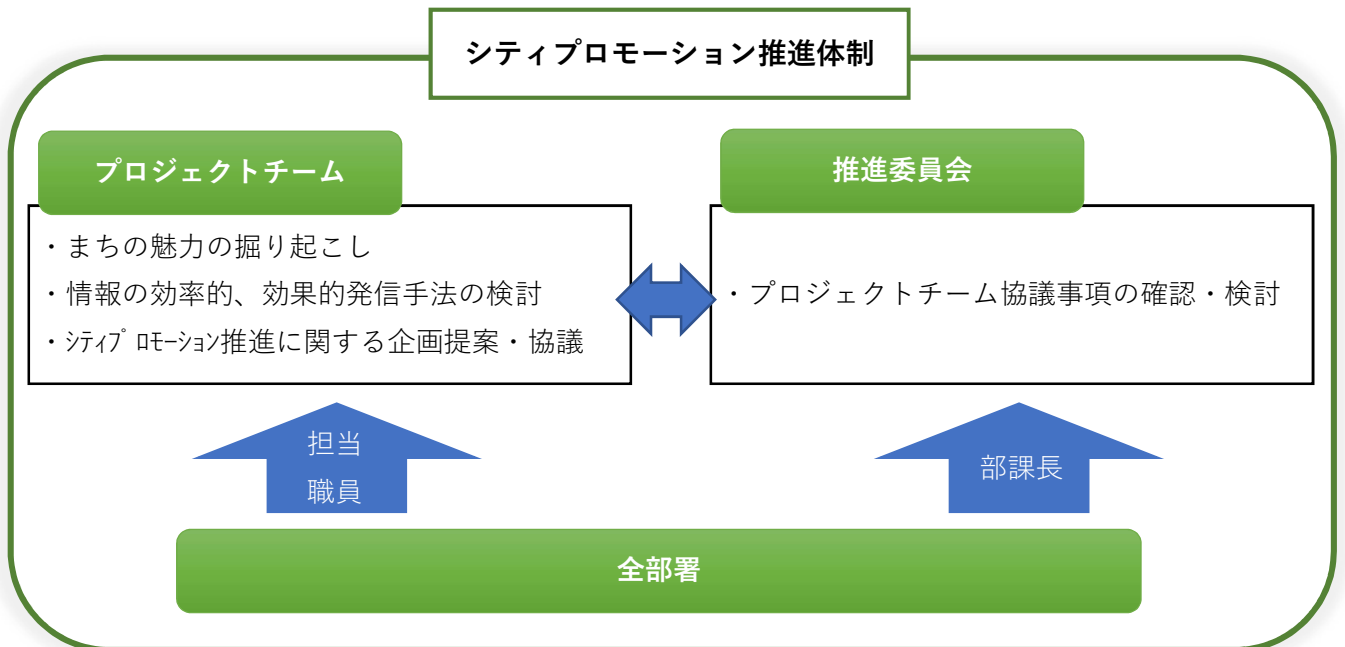 シティプロモーション推進体制
プロジェクトチーム
・まちの魅力の掘り起こし
・情報の効率的、効果的発信手法の検討
・ｼﾃｨﾌﾟﾛﾓｰｼｮﾝ推進に関する企画提案・協議
推進委員会
・プロジェクトチーム協議事項の確認・検討
担当
職員
部課長
全部署